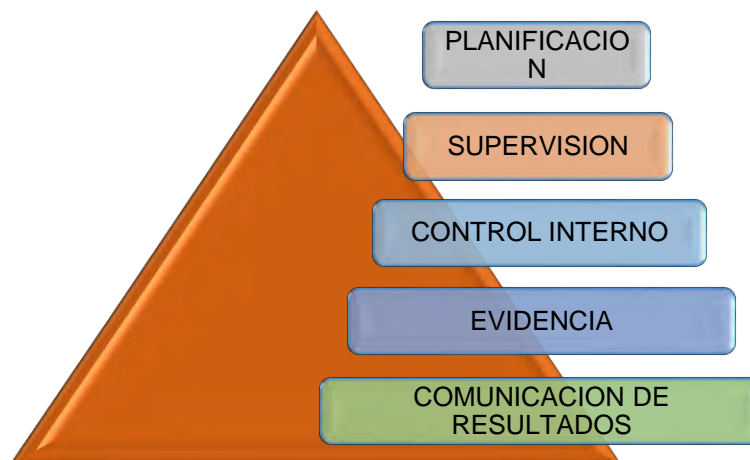 PLANIFICACIO
N
SUPERVISION
CONTROL INTERNO
EVIDENCIA
COMUNICACION DE
RESULTADOS